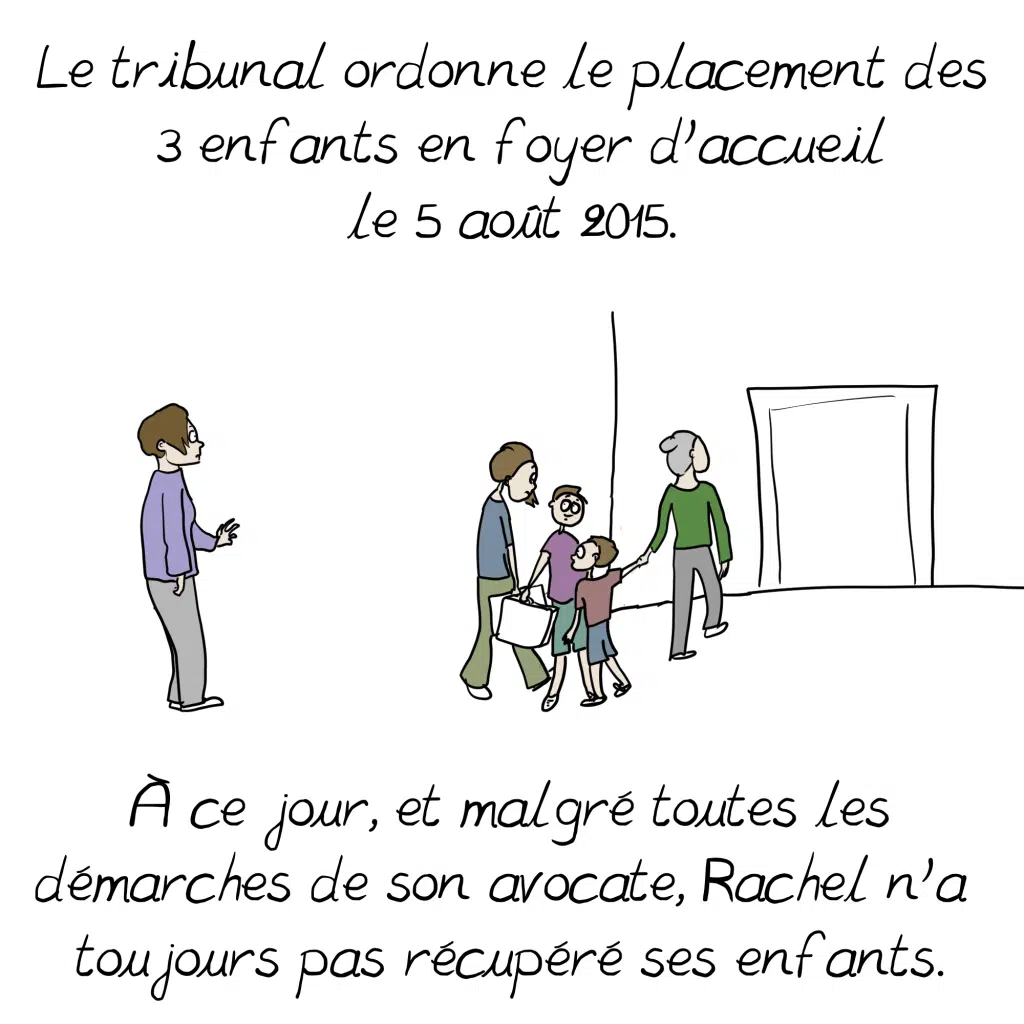 Le tribunal ordonne le placement des
3 enfants en foyer d'accueil
le 5 août 2015.
À ce jour, et malgré toutes les
démarches de son avocate, Rachel n'a
toujours pas récupéré ses enfants.